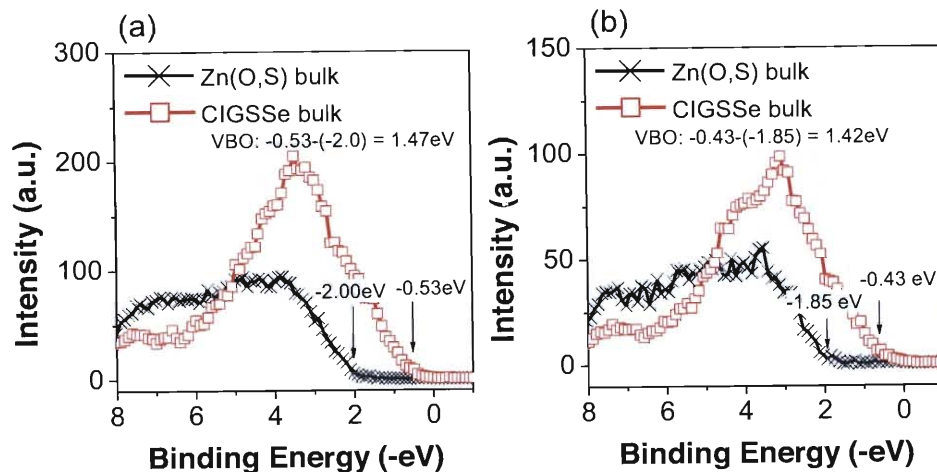 (a)
300
200
100
0
Intensity (a.u.)
Zn(O,S) bulk
CIGSSe bulk
VBO: -0.53-(-2.0) = 1.47eV
-2.00eV
-0.53eV
8 6 4 2 0
Binding Energy (-eV)
(b)
150
100
50
0
Intensity (a.u.)
Zn(O,S) bulk
CIGSSe bulk
VBO: -0.43-(-1.85) = 1.42eV
-1.85 eV
-0.43 eV
8 6 4 2 0
Binding Energy (-eV)